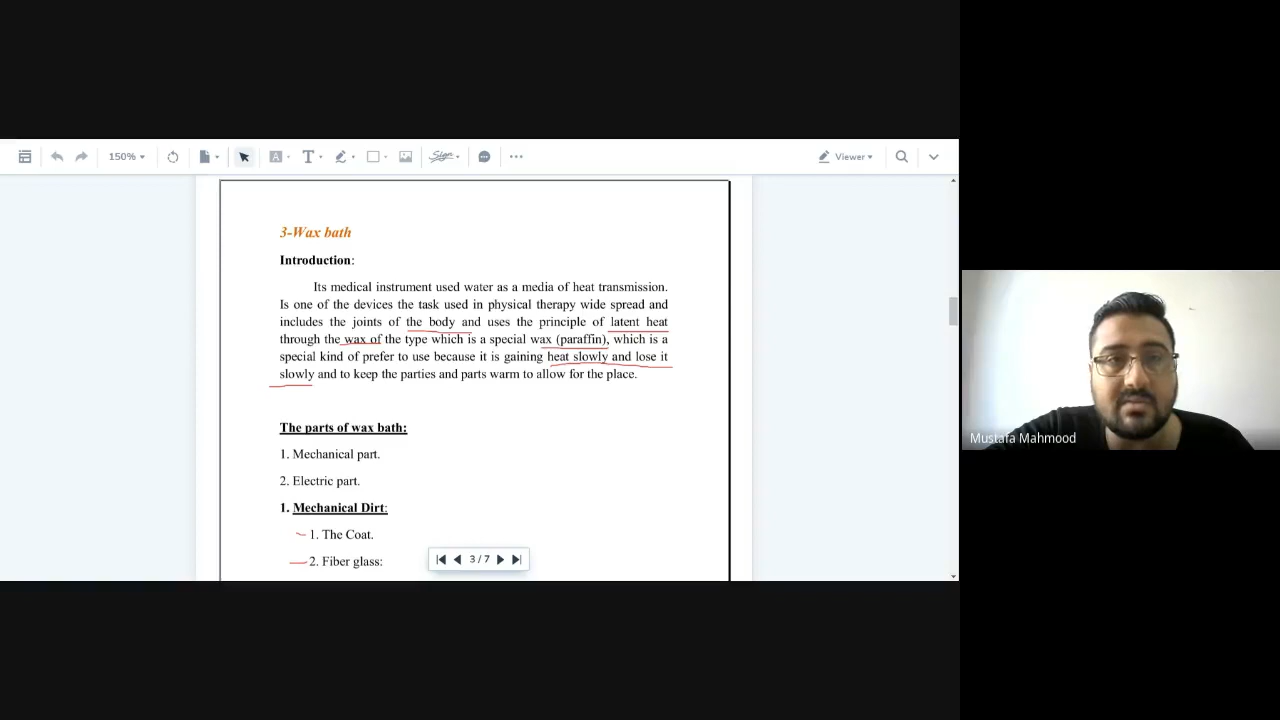 150%
T
Sign
Viewer
3-Wax bath
Introduction:
Its medical instrument used water as a media of heat transmission.
Is one of the devices the task used in physical therapy wide spread and
includes the joints of the body and uses the principle of latent heat
through the wax of the type which is a special wax (paraffin), which is a
special kind of prefer to use because it is gaining heat slowly and lose it
slowly and to keep the parties and parts warm to allow for the place.
The parts of wax bath:
1. Mechanical part.
2. Electric part.
1. Mechanical Dirt:
1. The Coat.
2. Fiber glass:
3 / 7
Mustafa Mahmood